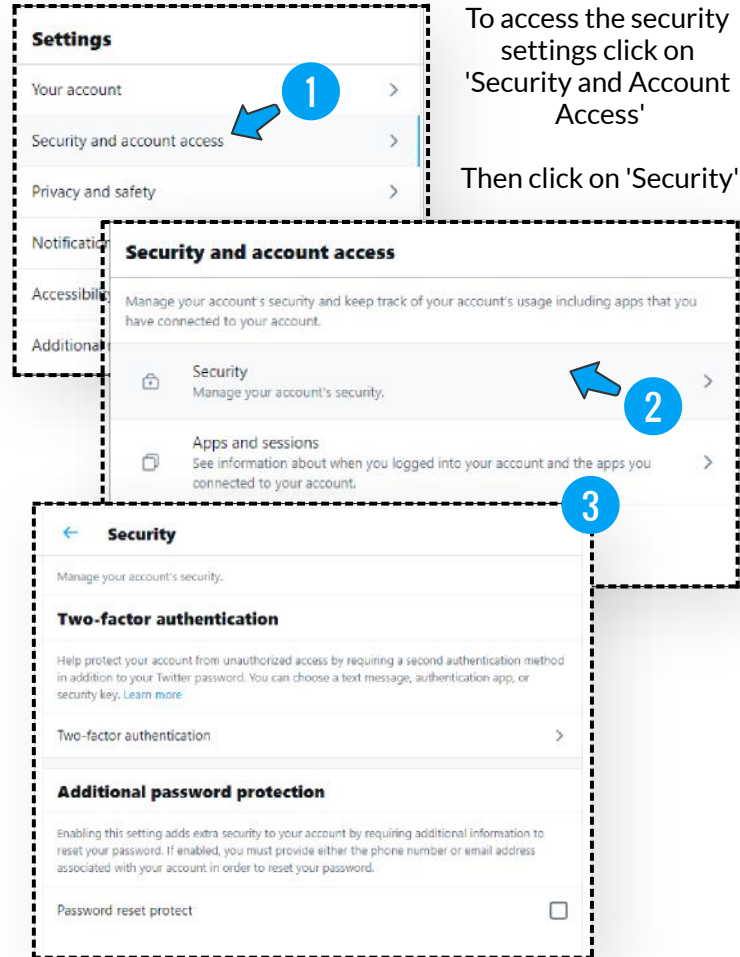 To access the security
settings click on
'Security and Account
Access'
Then click on 'Security'
Settings
Your account
1
Security and account access
Privacy and safety
Accessibility
Additional
Security and account access
Manage your account's security and keep track of your account's usage including apps that you
have connected to your account.
Security
Manage your account's security.
2
Apps and sessions
See information about when you logged into your account and the apps you
connected to your account.
3
Security
Manage your account's security.
Two-factor authentication
Help protect your account from unauthorized access by requiring a second authentication method
in addition to your Twitter password. You can choose a text message, authentication app, or
security key. Learn more
Two-factor authentication
Additional password protection
Enabling this setting adds extra security to your account by requiring additional information to
reset your password. If enabled, you must provide either the phone number or email address
associated with your account in order to reset your password.
Password reset protect